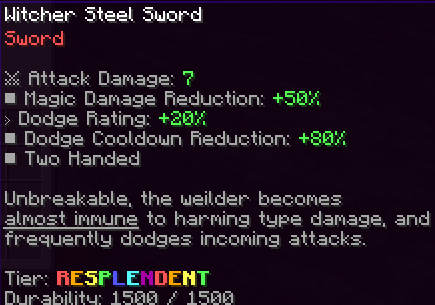 Witcher Steel Sword
Sword
⚔ Attack Damage: 7
■ Magic Damage Reduction: +50%
› Dodge Rating: +20%
■ Dodge Cooldown Reduction: +80%
■ Two Handed
Unbreakable, the weilder becomes
almost immune to harming type damage, and
frequently dodges incoming attacks.
Tier: RESPLENDENT
Durability: 1500 / 1500